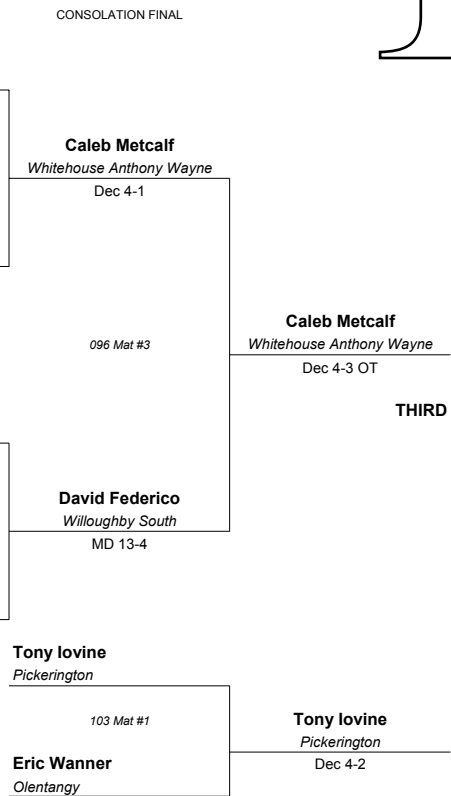 CONSOLATION FINAL
Caleb Metcalf
Whitehouse Anthony Wayne
Dec 4-1
096 Mat #3
Caleb Metcalf
Whitehouse Anthony Wayne
Dec 4-3 OT
THIRD
David Federico
Willoughby South
MD 13-4
Tony Iovine
Pickerington
103 Mat #1
Tony Iovine
Pickerington
Dec 4-2
Eric Wanner
Olentangy